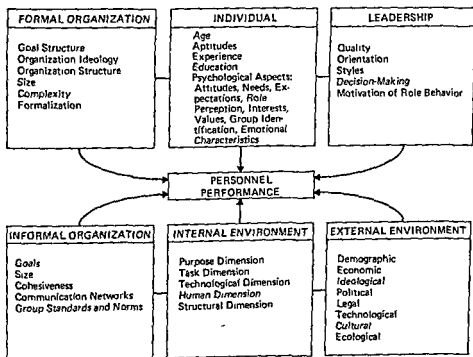 FORMAL ORGANIZATION
Goal Structure
Organization Ideology
Organization Structure
Size
Complexity
Formalization
INDIVIDUAL
Age
Aptitudes
Experience
Education
Psychological Aspects:
Attitudes, Needs, Ex-
pectations, Role
Perception, Interests,
Values, Group Iden-
tification, Emotional
Characteristics
LEADERSHIP
Quality
Orientation
Styles
Decision-Making
Motivation of Role Behavior
PERSONNEL
PERFORMANCE
INFORMAL ORGANIZATION
Goals
Size
Cohesiveness
Communication Networks
Group Standards and Norms
INTERNAL ENVIRONMENT
Purpose Dimension
Task Dimension
Technological Dimension
Human Dimension
Structural Dimension
EXTERNAL ENVIRONMENT
Demographic
Economic
Ideological
Political
Legal
Technological
Cultural
Ecological